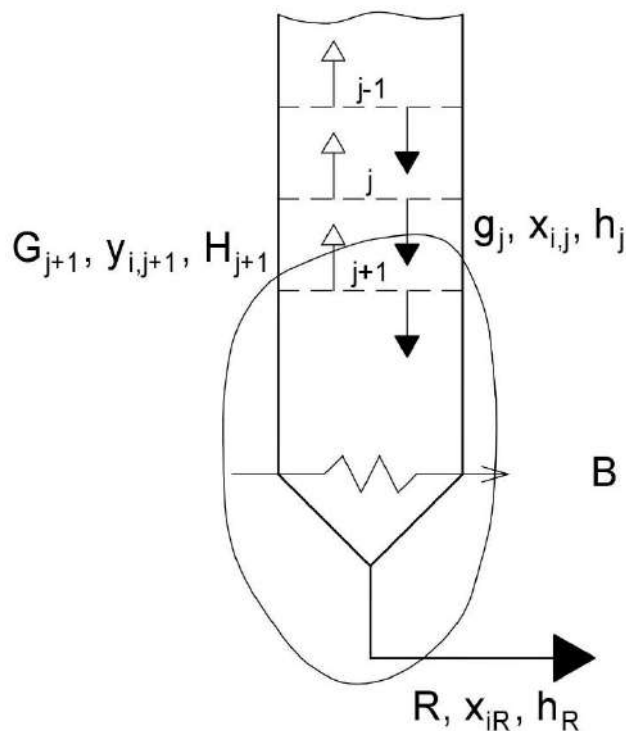 j-1
j
G_{j+1}, y_{i,j+1}, H_{j+1}
g_j, x_{i,j}, h_j
j+1
B
R, x_{iR}, h_R